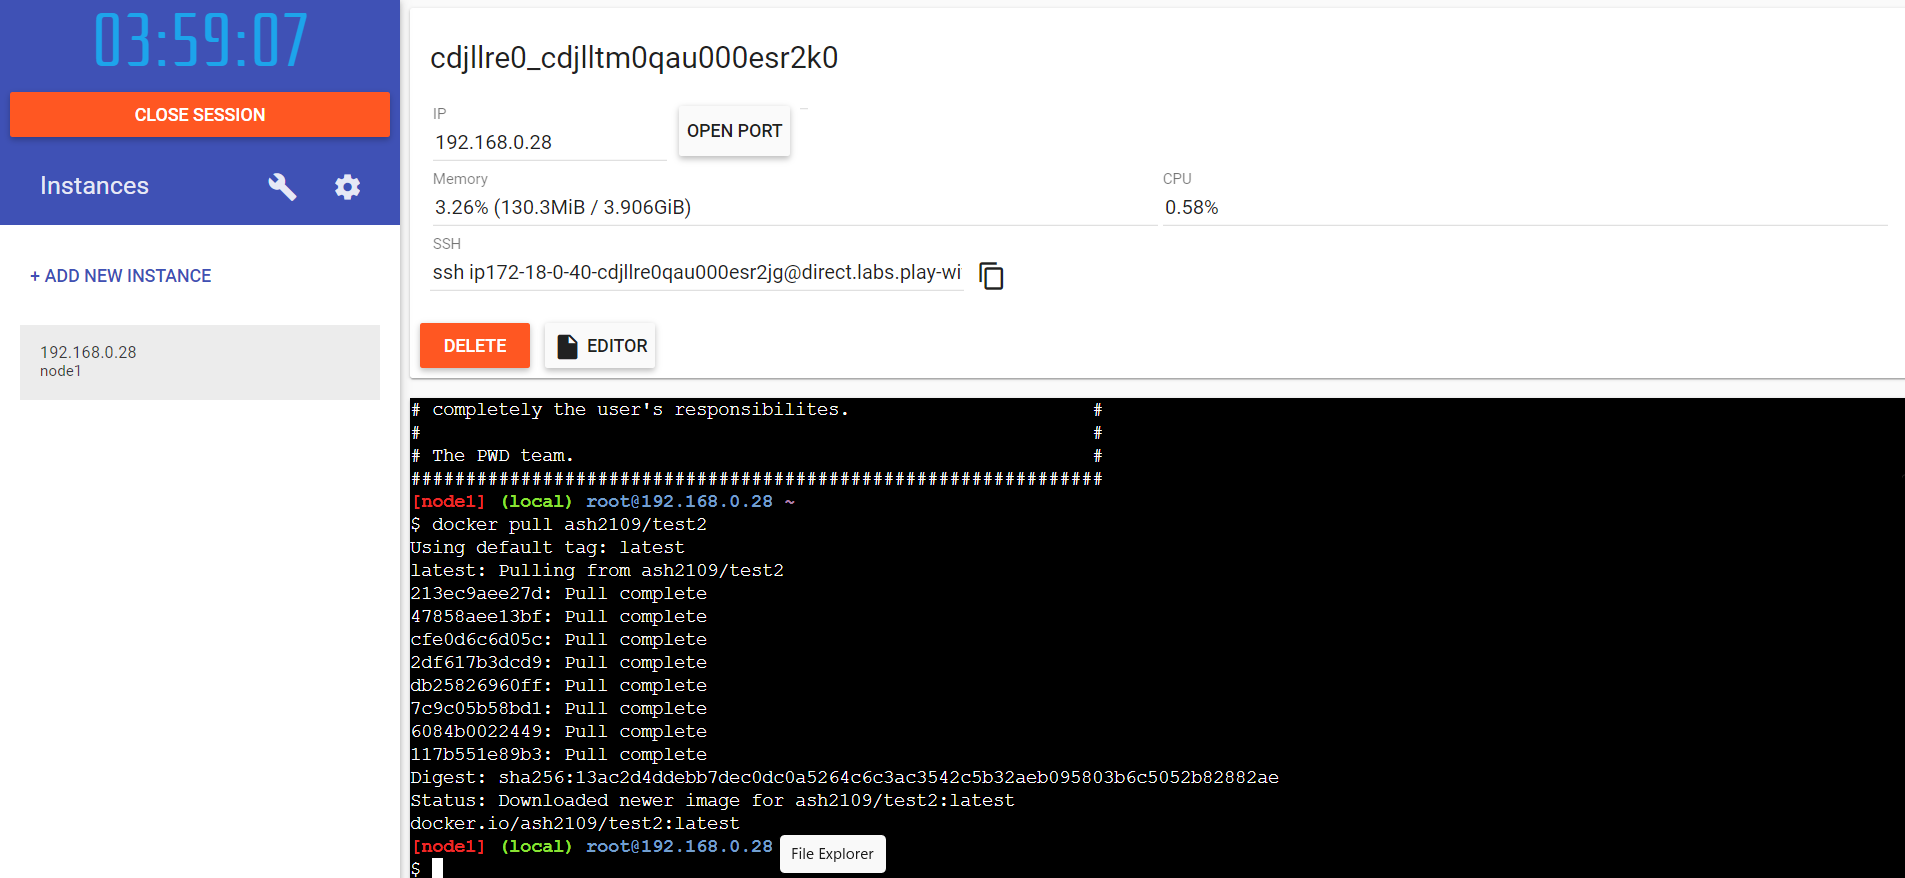 03:59:07
CLOSE SESSION
Instances
+ ADD NEW INSTANCE
192.168.0.28
node1
cdjllre0_cdjlltm0qau000esr2k0
IP
192.168.0.28
OPEN PORT
Memory
3.26% (130.3MiB / 3.906GiB)
CPU
0.58%
SSH
ssh ip172-18-0-40-cdjllre0qau000esr2jg@direct.labs.play-wi
DELETE
EDITOR
# completely the user's responsibilites. #
# #
# The PWD team. #
###############################################################
[node1] (local) root@192.168.0.28 ~
$ docker pull ash2109/test2
Using default tag: latest
latest: Pulling from ash2109/test2
213ec9aee27d: Pull complete
47858aee13bf: Pull complete
cfe0d6c6d05c: Pull complete
2df617b3dcd9: Pull complete
db25826960ff: Pull complete
7c9c05b58bd1: Pull complete
6084b0022449: Pull complete
117b551e89b3: Pull complete
Digest: sha256:13ac2d4ddebb7dec0dc0a5264c6c3ac3542c5b32aeb095803b6c5052b82882ae
Status: Downloaded newer image for ash2109/test2:latest
docker.io/ash2109/test2:latest
[node1] (local) root@192.168.0.28
File Explorer
$